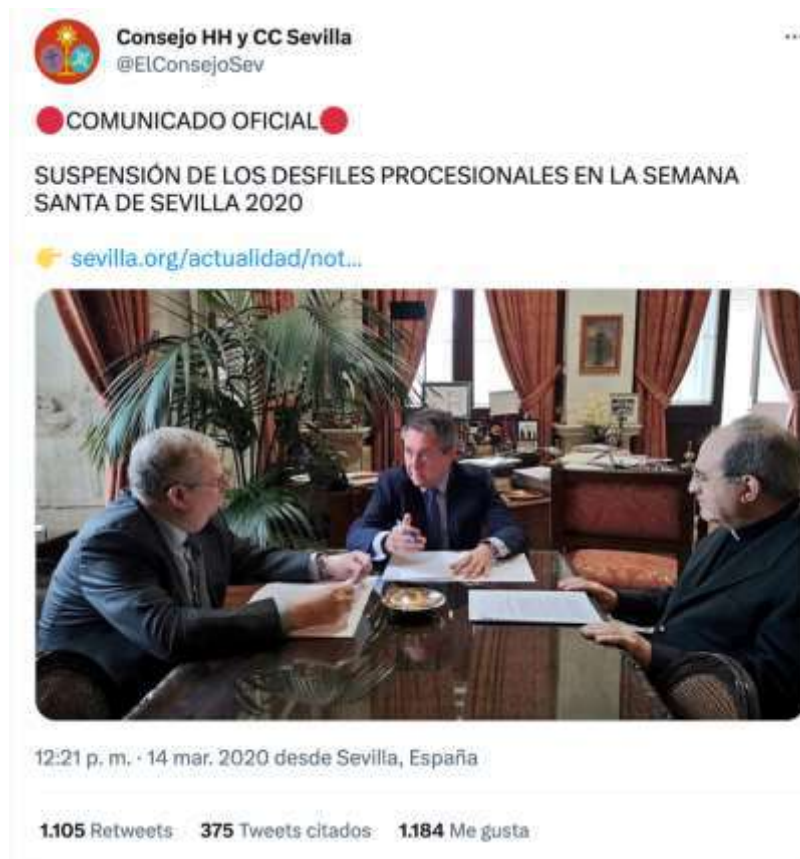 Consejo HH y CC Sevilla
@ElConsejoSev
🔴COMUNICADO OFICIAL🔴
SUSPENSIÓN DE LOS DESFILES PROCESIONALES EN LA SEMANA
SANTA DE SEVILLA 2020
👉 sevilla.org/actualidad/not...
12:21 p. m. · 14 mar. 2020 desde Sevilla, España
1.105 Retweets 375 Tweets citados 1.184 Me gusta